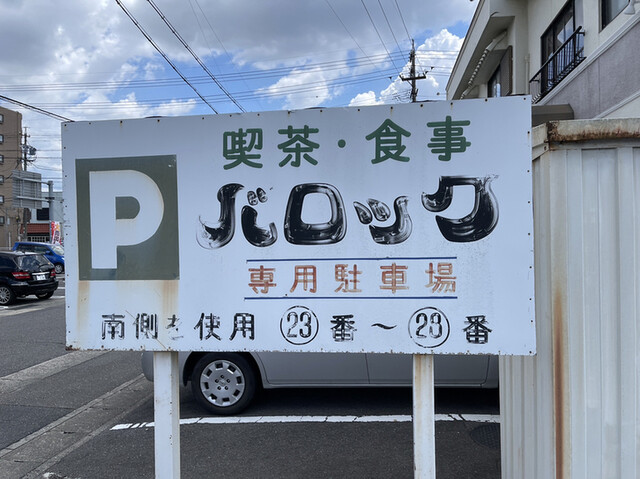 喫茶・食事
P
バロック
専用駐車場
南側を使用 23番〜28番